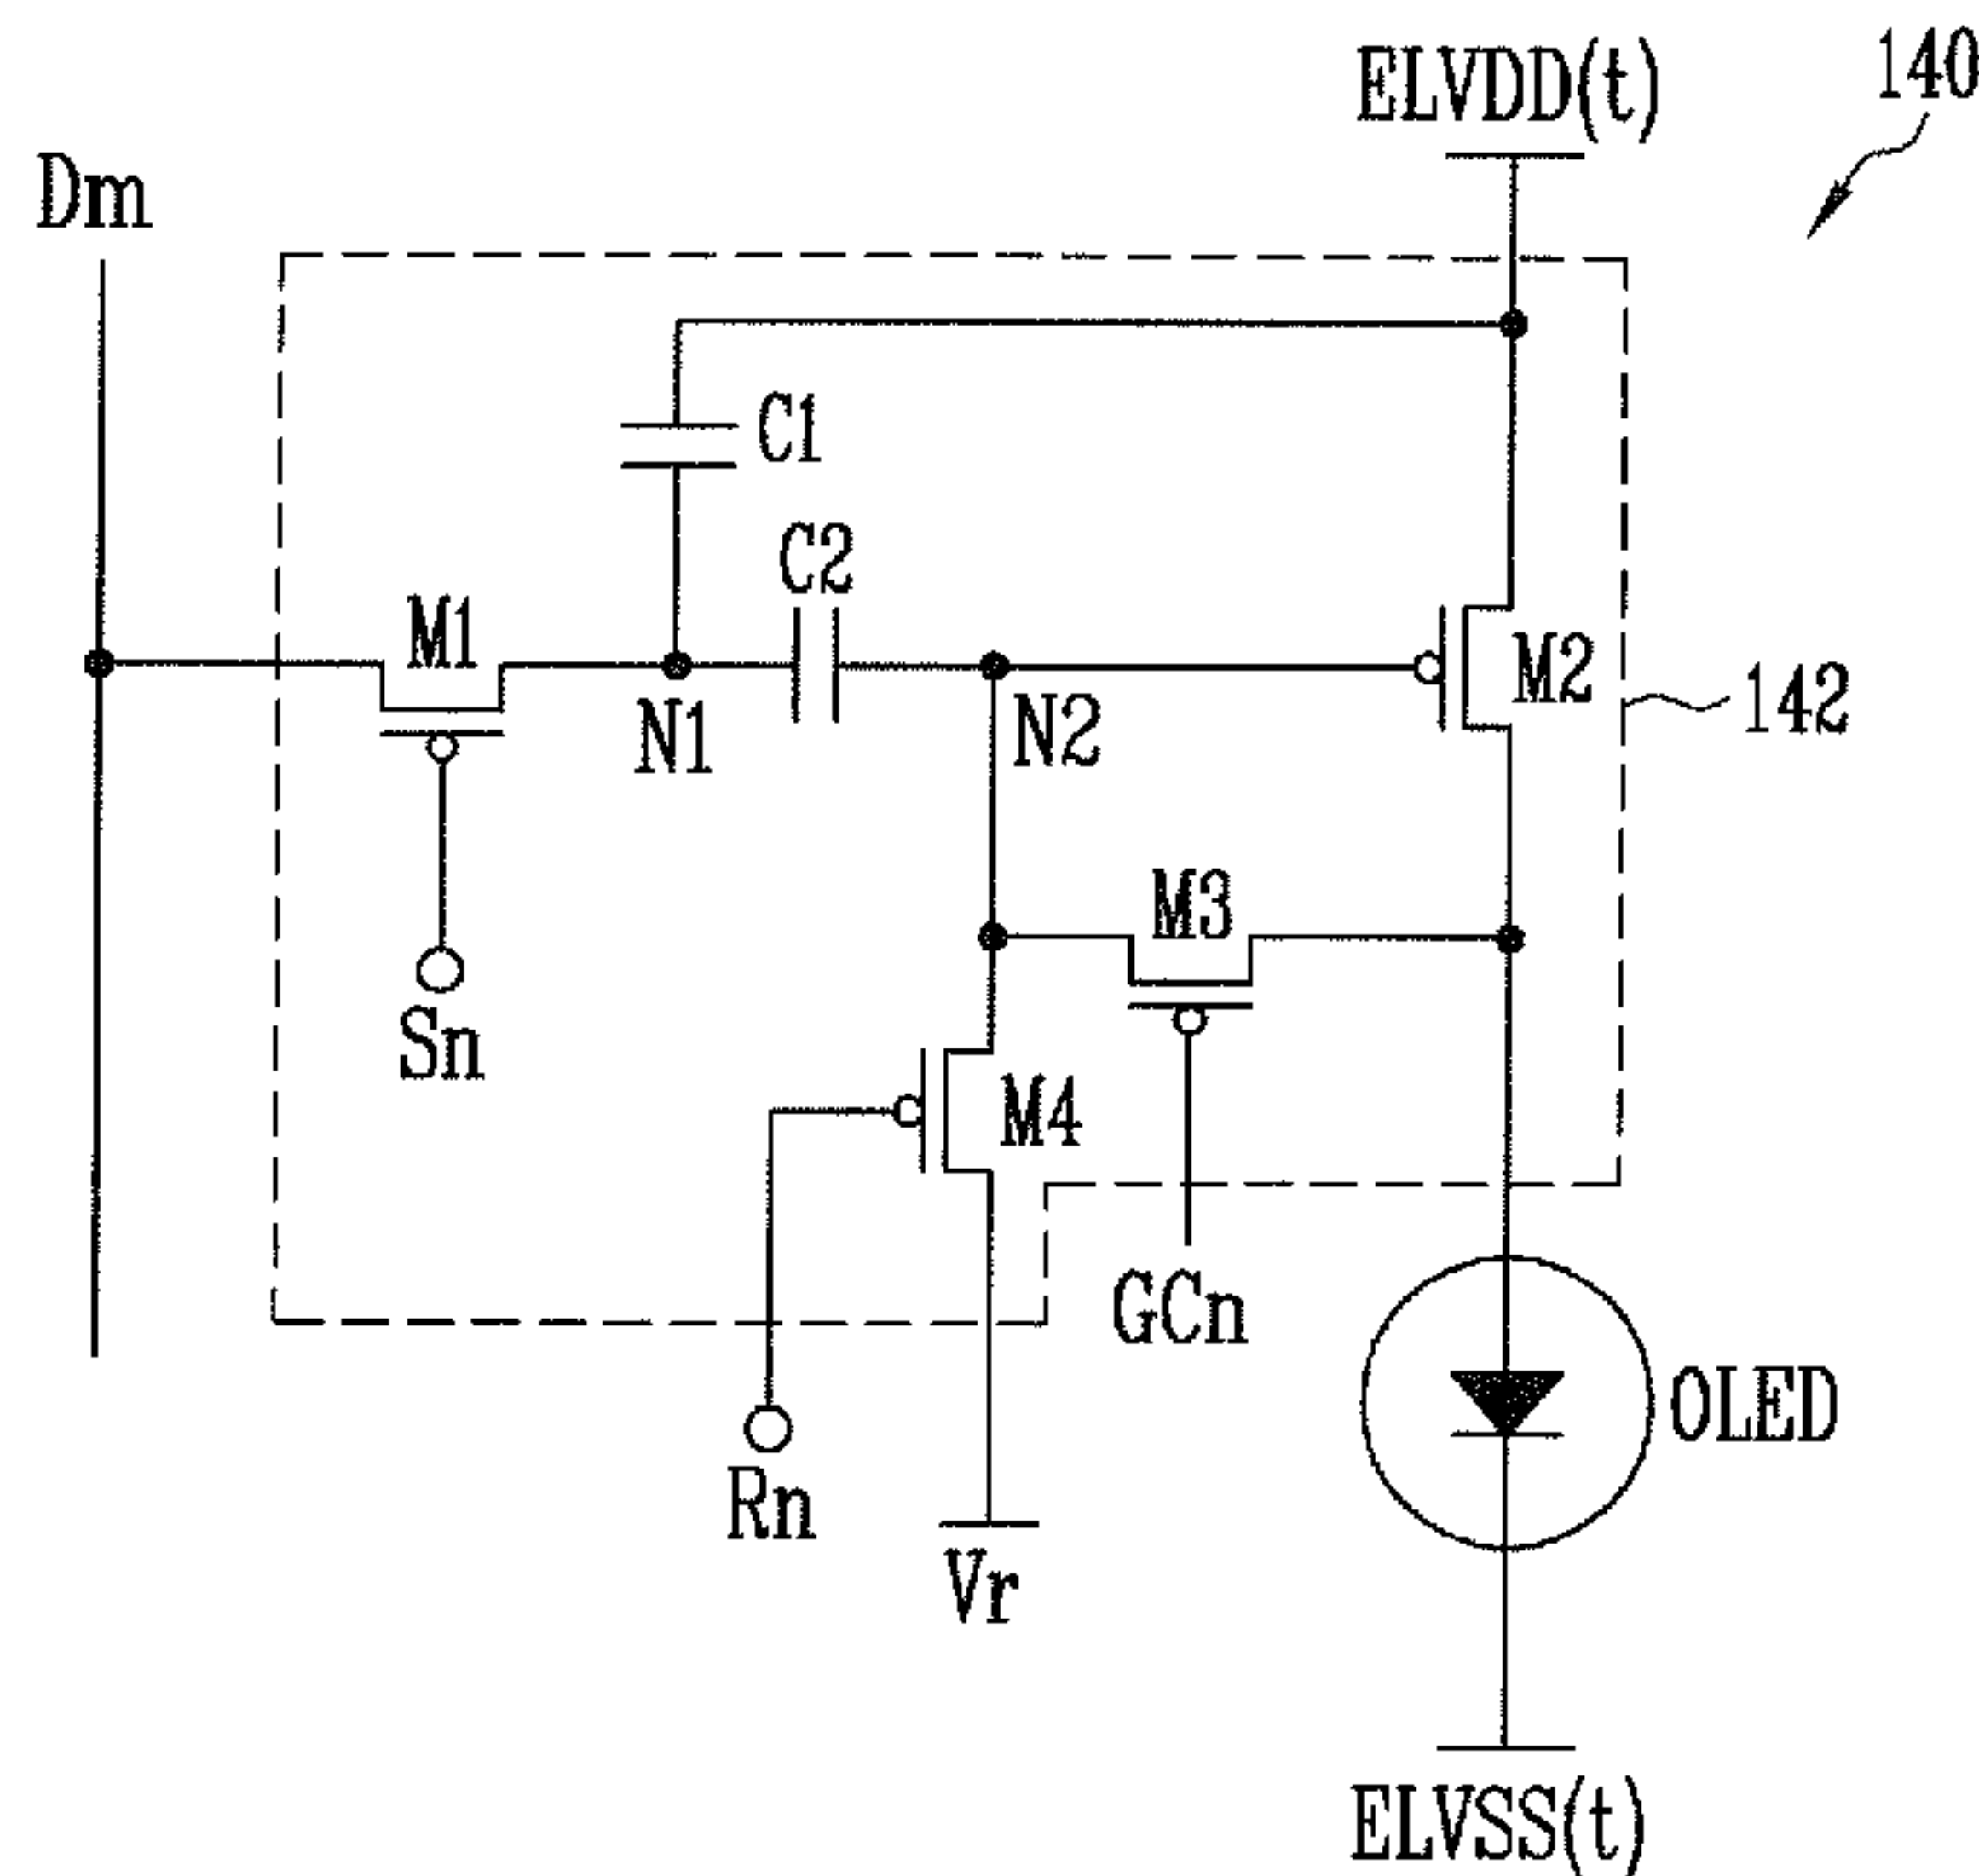 140
ELVDD(t)
Dm
C1
C2
M1
M2
N1
N2
142
M3
Sn
M4
GCn
OLED
Rn
Vr
ELVSS(t)